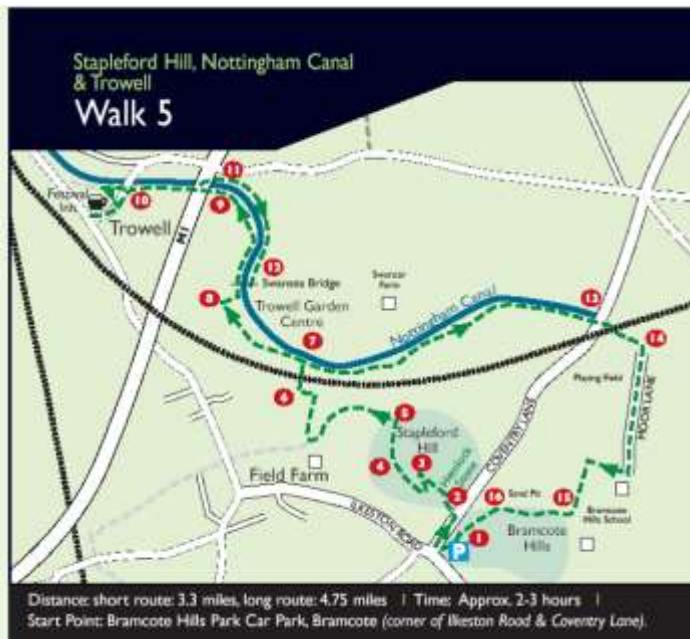 Stapleford Hill, Nottingham Canal
& Trowell
Walk 5
11
Festival
Inn
10
9
Trowell
M1
12
Swancar
Farm
Swansea Bridge
8
Trowell Garden
Centre
Nottingham Canal
13
7
14
Playing Field
6
MOOR LANE
5
Stapleford
Hill
COVENTRY LANE
4
3
Field Farm
2
16
Sand Pit
15
ILKESTON ROAD
1
Bramcote
Hills School
P
Bramcote
Hills
Distance: short route: 3.3 miles, long route: 4.75 miles | Time: Approx. 2-3 hours |
Start Point: Bramcote Hills Park Car Park, Bramcote (corner of Ilkeston Road & Coventry Lane).